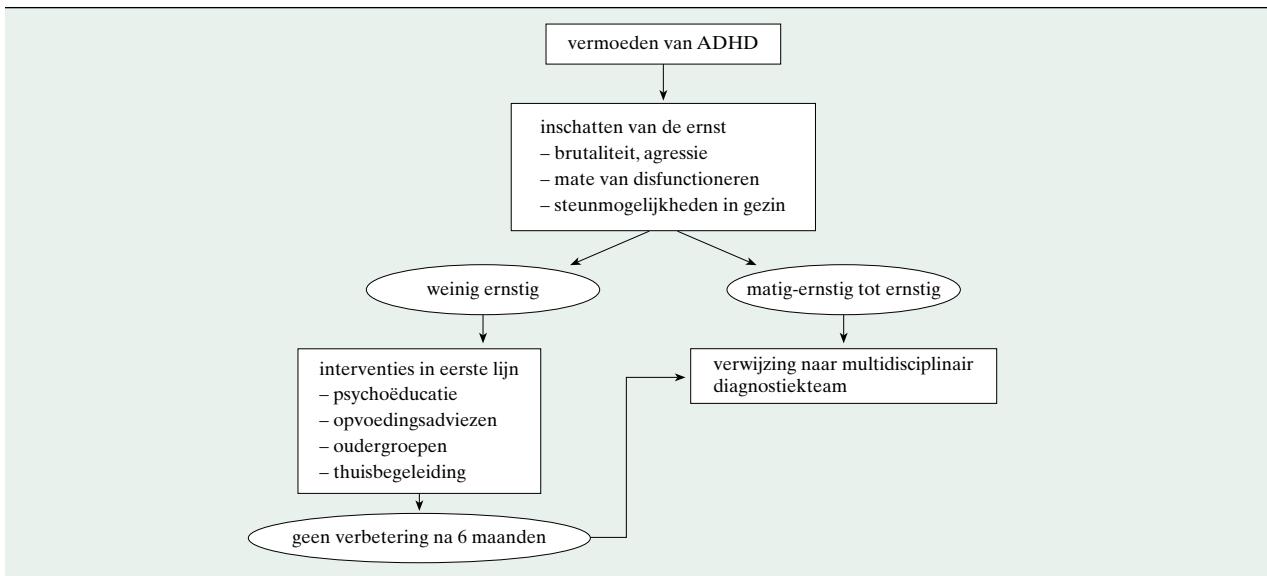 vermoeden van ADHD
inschatten van de ernst
– brutaliteit, agressie
– mate van disfunctioneren
– steunmogelijkheden in gezin
weinig ernstig
matig-ernstig tot ernstig
interventies in eerste lijn
– psychoëducatie
– opvoedingsadviezen
– oudergroepen
– thuisbegeleiding
verwijzing naar multidisciplinair
diagnostiekteam
geen verbetering na 6 maanden